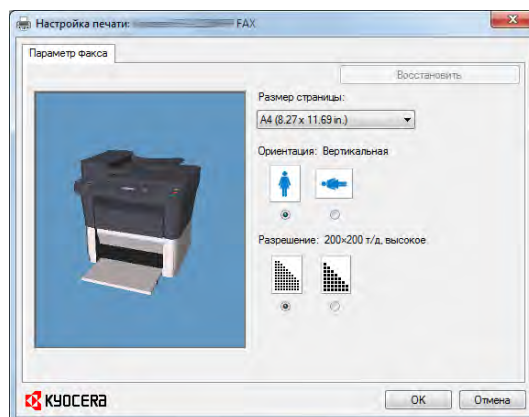 Настройка печати: FAX
Параметр факса
Восстановить
Размер страницы:
A4 (8.27 x 11.69 in.)
Ориентация: Вертикальная
Разрешение: 200×200 т/д, высокое
KYOCERA
OK
Отмена